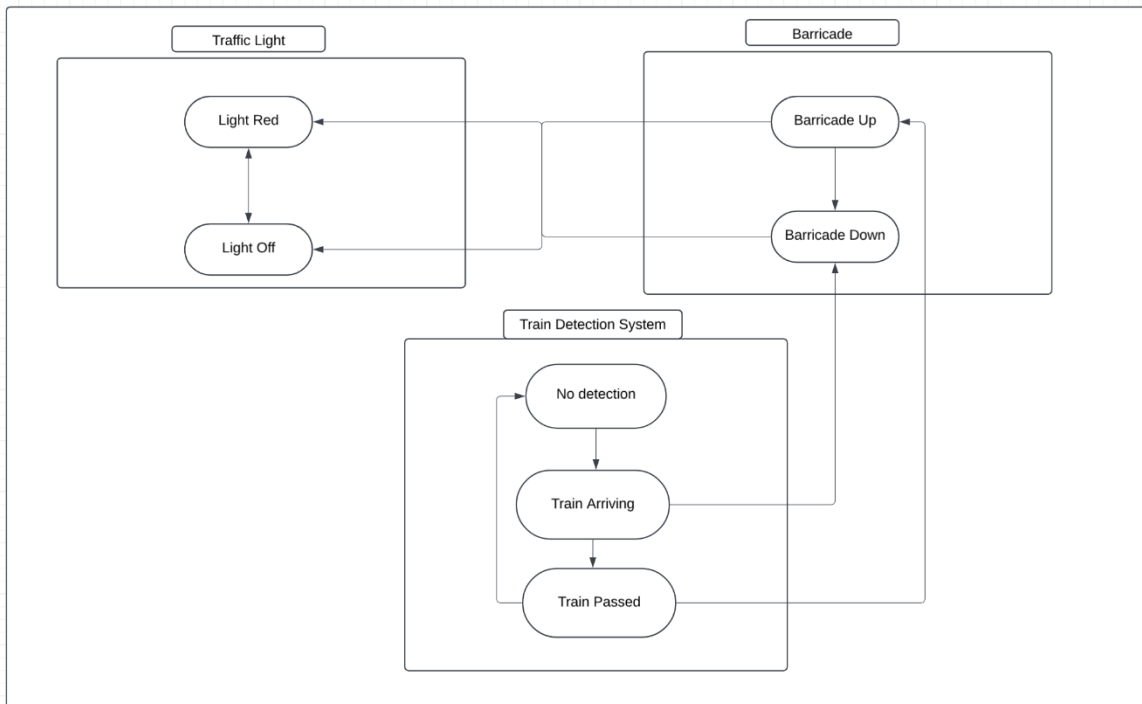 Traffic Light
Light Red
Light Off
Barricade
Barricade Up
Barricade Down
Train Detection System
No detection
Train Arriving
Train Passed